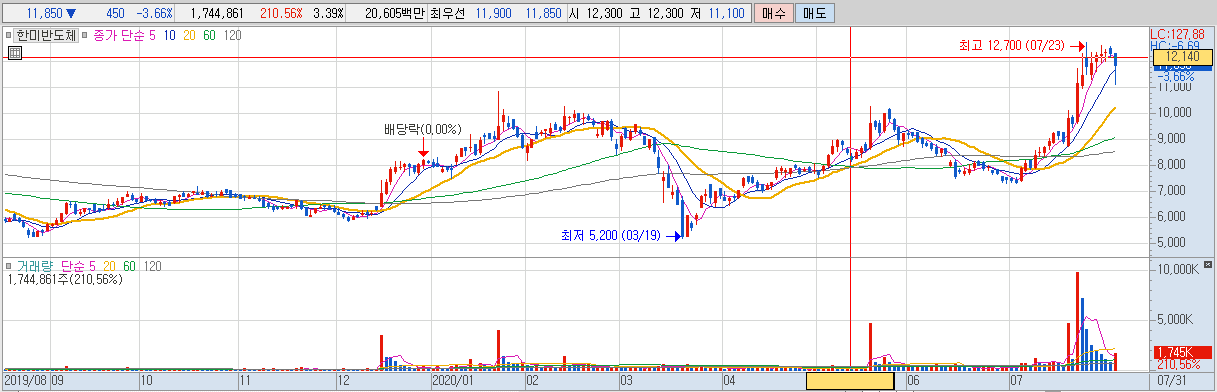 11,850 ▼ 450 -3.66% 1,744,861 210.56% 3.39% 20,605백만 최우선 11,900 11,850 시 12,300 고 12,300 저 11,100 매수 매도
한미반도체 종가 단순 5 10 20 60 120
LC:127.88
최고 12,700 (07/23)
HC:-6.69
12,140
-3.66%
11,000
10,000
배당락(0,00%)
9,000
8,000
7,000
6,000
최저 5,200 (03/19)
5,000
거래량 단순 5 20 60 120
10,000K
1,744,861주(210,56%)
5,000K
1,745K
210,56%
2019/08 09 10 11 12 2020/01 02 03 04 06 07 07/31